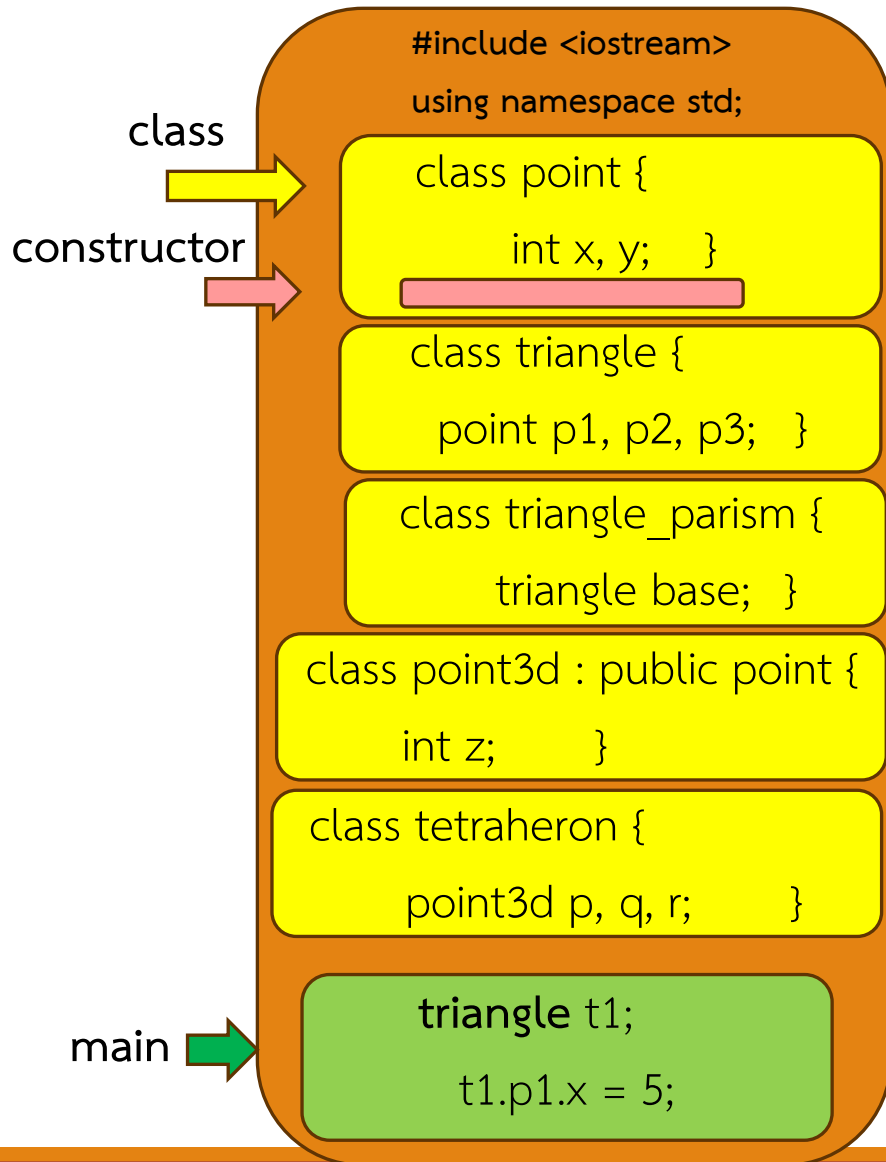 #include <iostream>
using namespace std;
class
class point {
int x, y; }
constructor
class triangle {
point p1, p2, p3; }
class triangle_parism {
triangle base; }
class point3d : public point {
int z; }
class tetraheron {
point3d p, q, r; }
main
triangle t1;
t1.p1.x = 5;